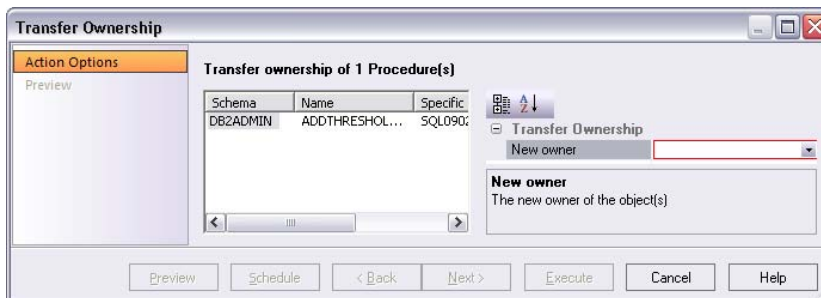 Transfer Ownership
Action Options
Preview
Transfer ownership of 1 Procedure(s)
Schema Name Specific
DB2ADMIN ADDTHRESHOL... SQL0902
Transfer Ownership
New owner
New owner
The new owner of the object(s)
Preview Schedule < Back Next > Execute Cancel Help